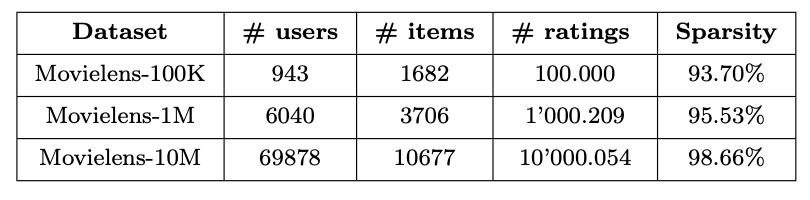 Dataset # users # items # ratings Sparsity
Movielens-100K 943 1682 100.000 93.70%
Movielens-1M 6040 3706 1’000.209 95.53%
Movielens-10M 69878 10677 10’000.054 98.66%